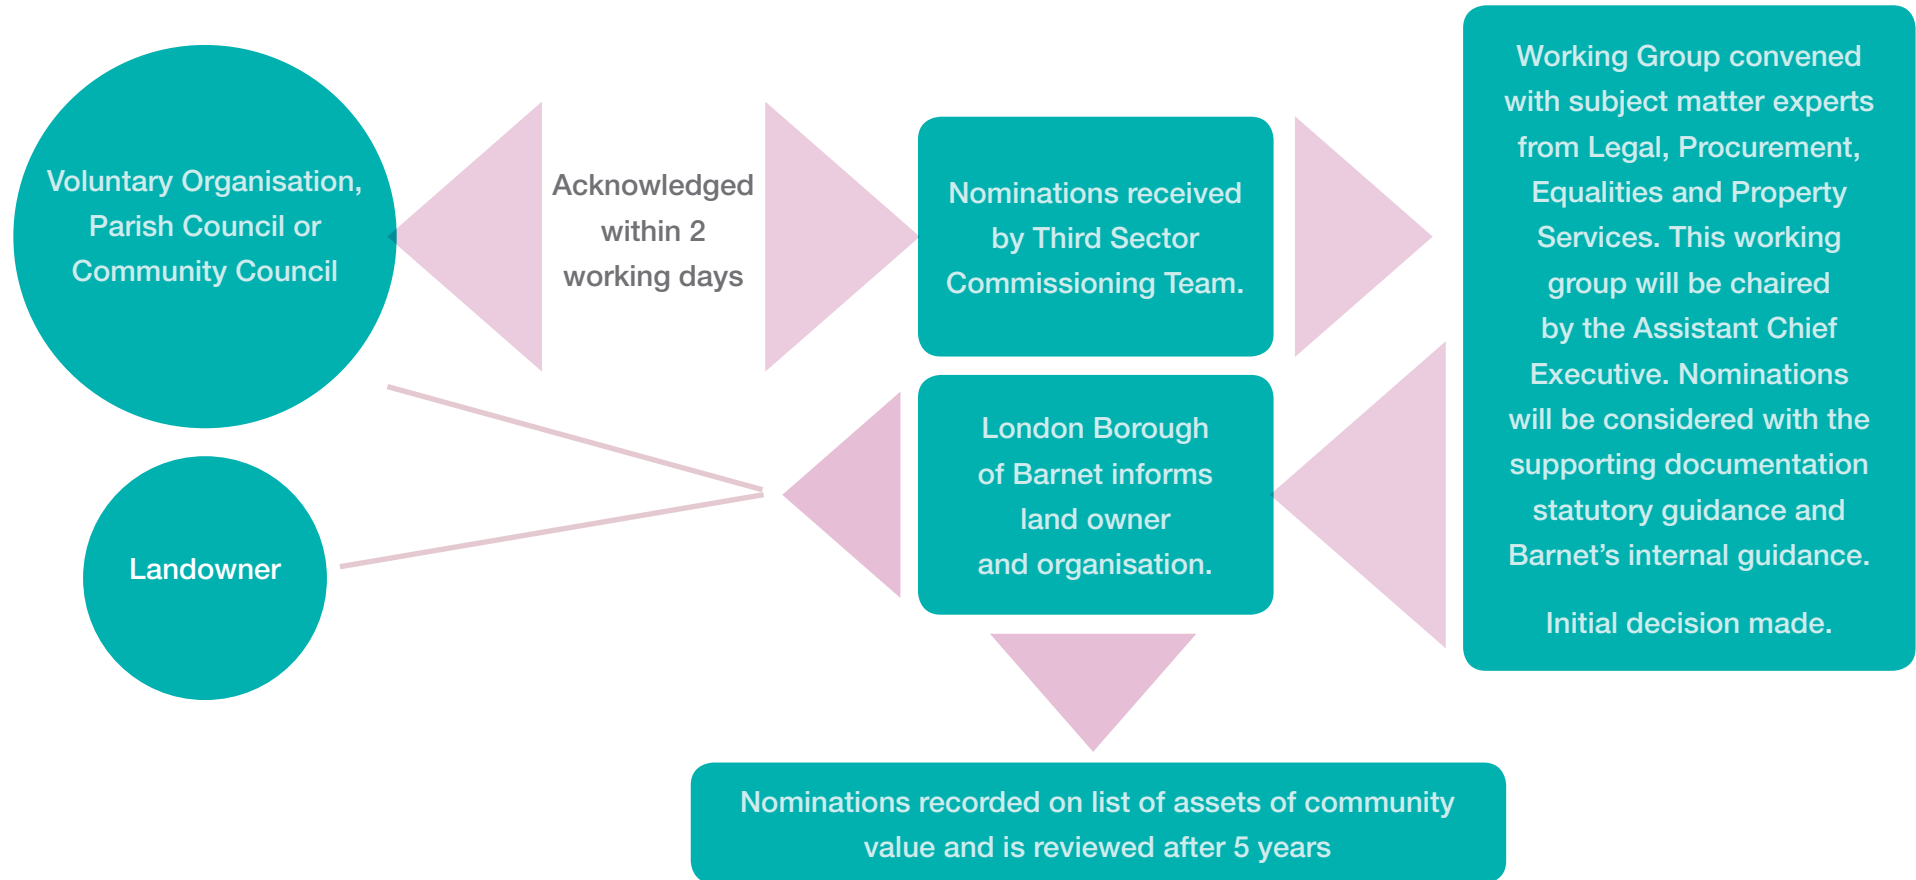 Voluntary Organisation,
Parish Council or
Community Council
Acknowledged
within 2
working days
Nominations received
by Third Sector
Commissioning Team.
Working Group convened
with subject matter experts
from Legal, Procurement,
Equalities and Property
Services. This working
group will be chaired
by the Assistant Chief
Executive. Nominations
will be considered with the
supporting documentation
statutory guidance and
Barnet’s internal guidance.
Initial decision made.
London Borough
of Barnet informs
land owner
and organisation.
Landowner
Nominations recorded on list of assets of community
value and is reviewed after 5 years